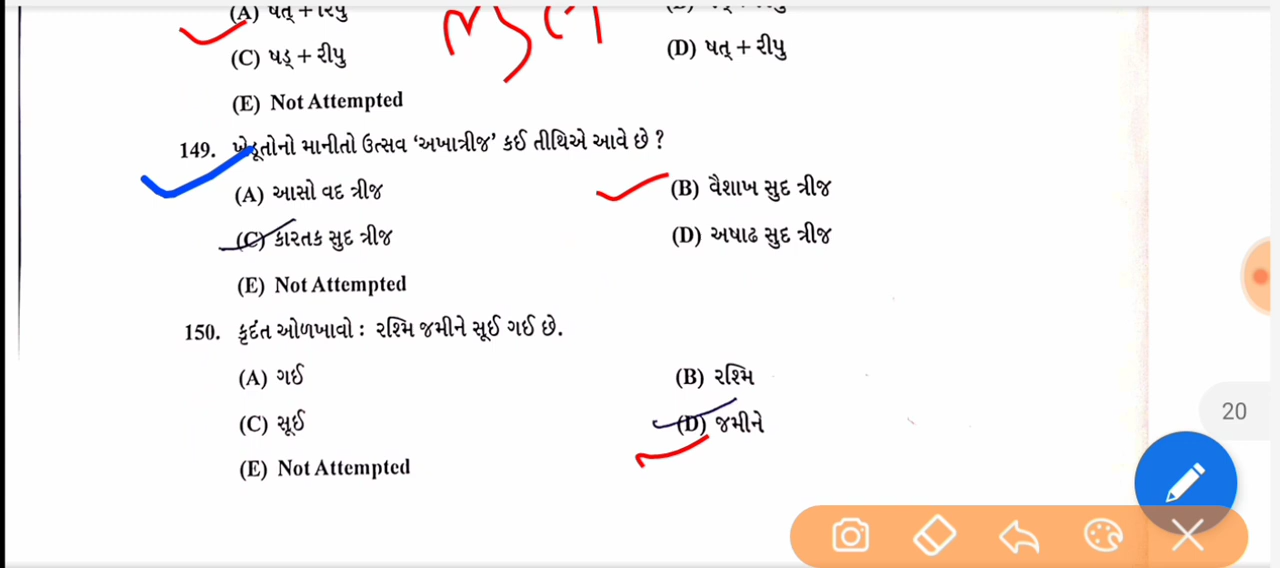 (A) ષત્ + રિપુ
(C) ષડ્ + રીપુ
(D) ષત્ + રીપુ
(E) Not Attempted
149. ખેડૂતોનો માનીતો ઉત્સવ ‘અખાત્રીજ’ કઈ તીથિએ આવે છે ?
(A) આસો વદ ત્રીજ
(B) વૈશાખ સુદ ત્રીજ
(C) કારતક સુદ ત્રીજ
(D) અષાઢ સુદ ત્રીજ
(E) Not Attempted
150. કૃદંત ઓળખાવો : રશ્મિ જમીને સૂઈ ગઈ છે.
(A) ગઈ
(B) રશ્મિ
(C) સૂઈ
(D) જમીને
(E) Not Attempted
20